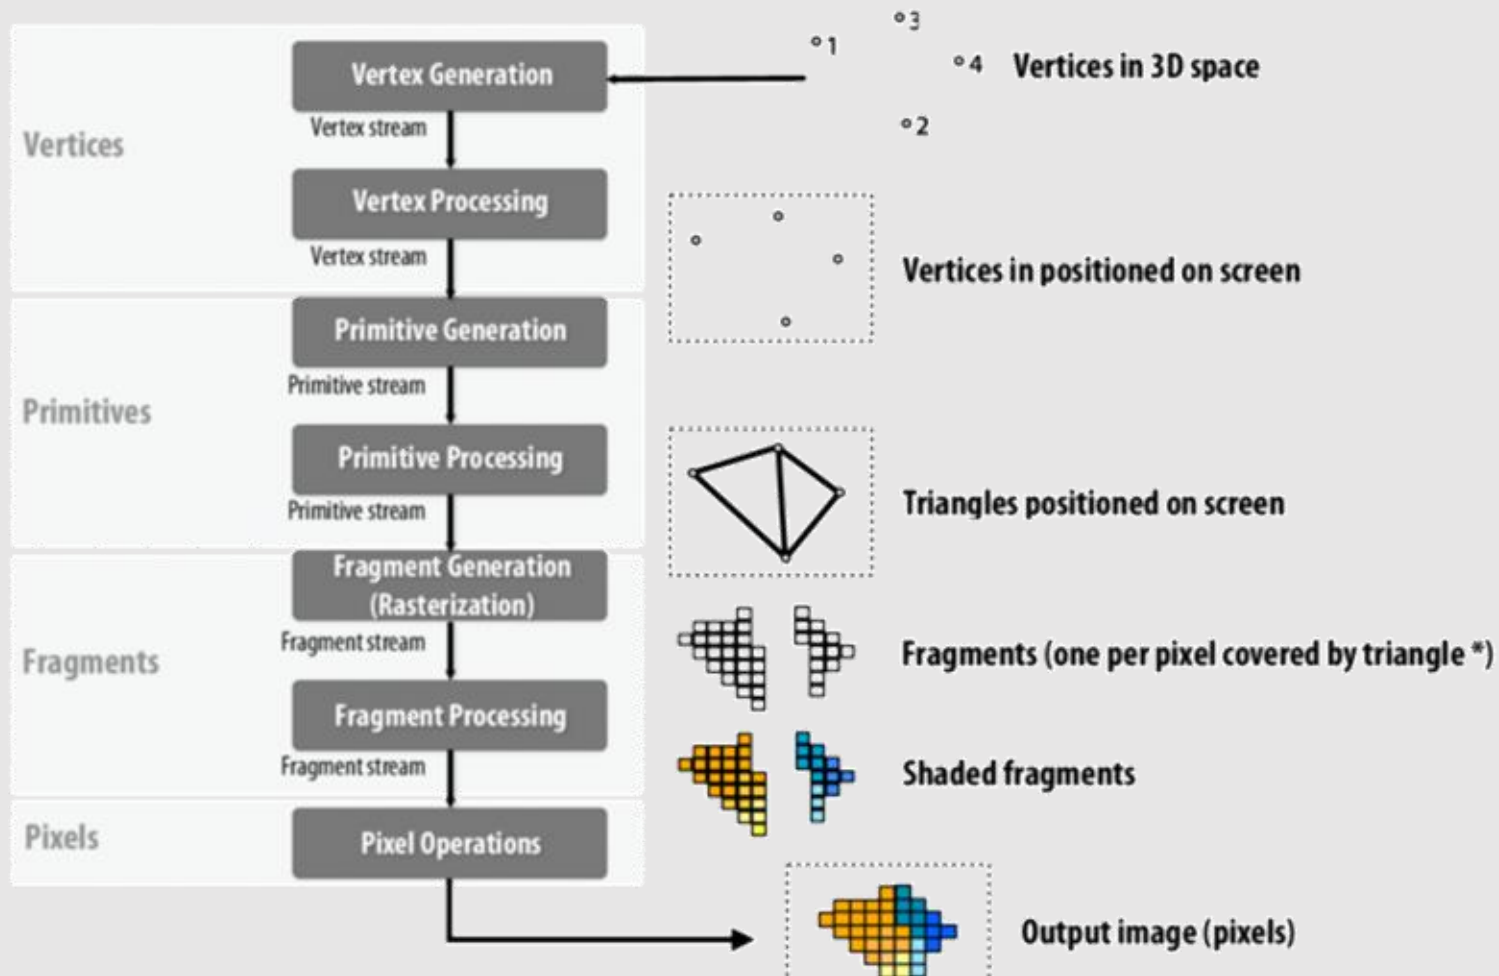 3
1
4
Vertices in 3D space
2
Vertices
Vertex Generation
Vertex stream
Vertex Processing
Vertex stream
Vertices in positioned on screen
Primitives
Primitive Generation
Primitive stream
Primitive Processing
Primitive stream
Triangles positioned on screen
Fragments
Fragment Generation
(Rasterization)
Fragment stream
Fragments (one per pixel covered by triangle *)
Fragment Processing
Fragment stream
Shaded fragments
Pixels
Pixel Operations
Output image (pixels)